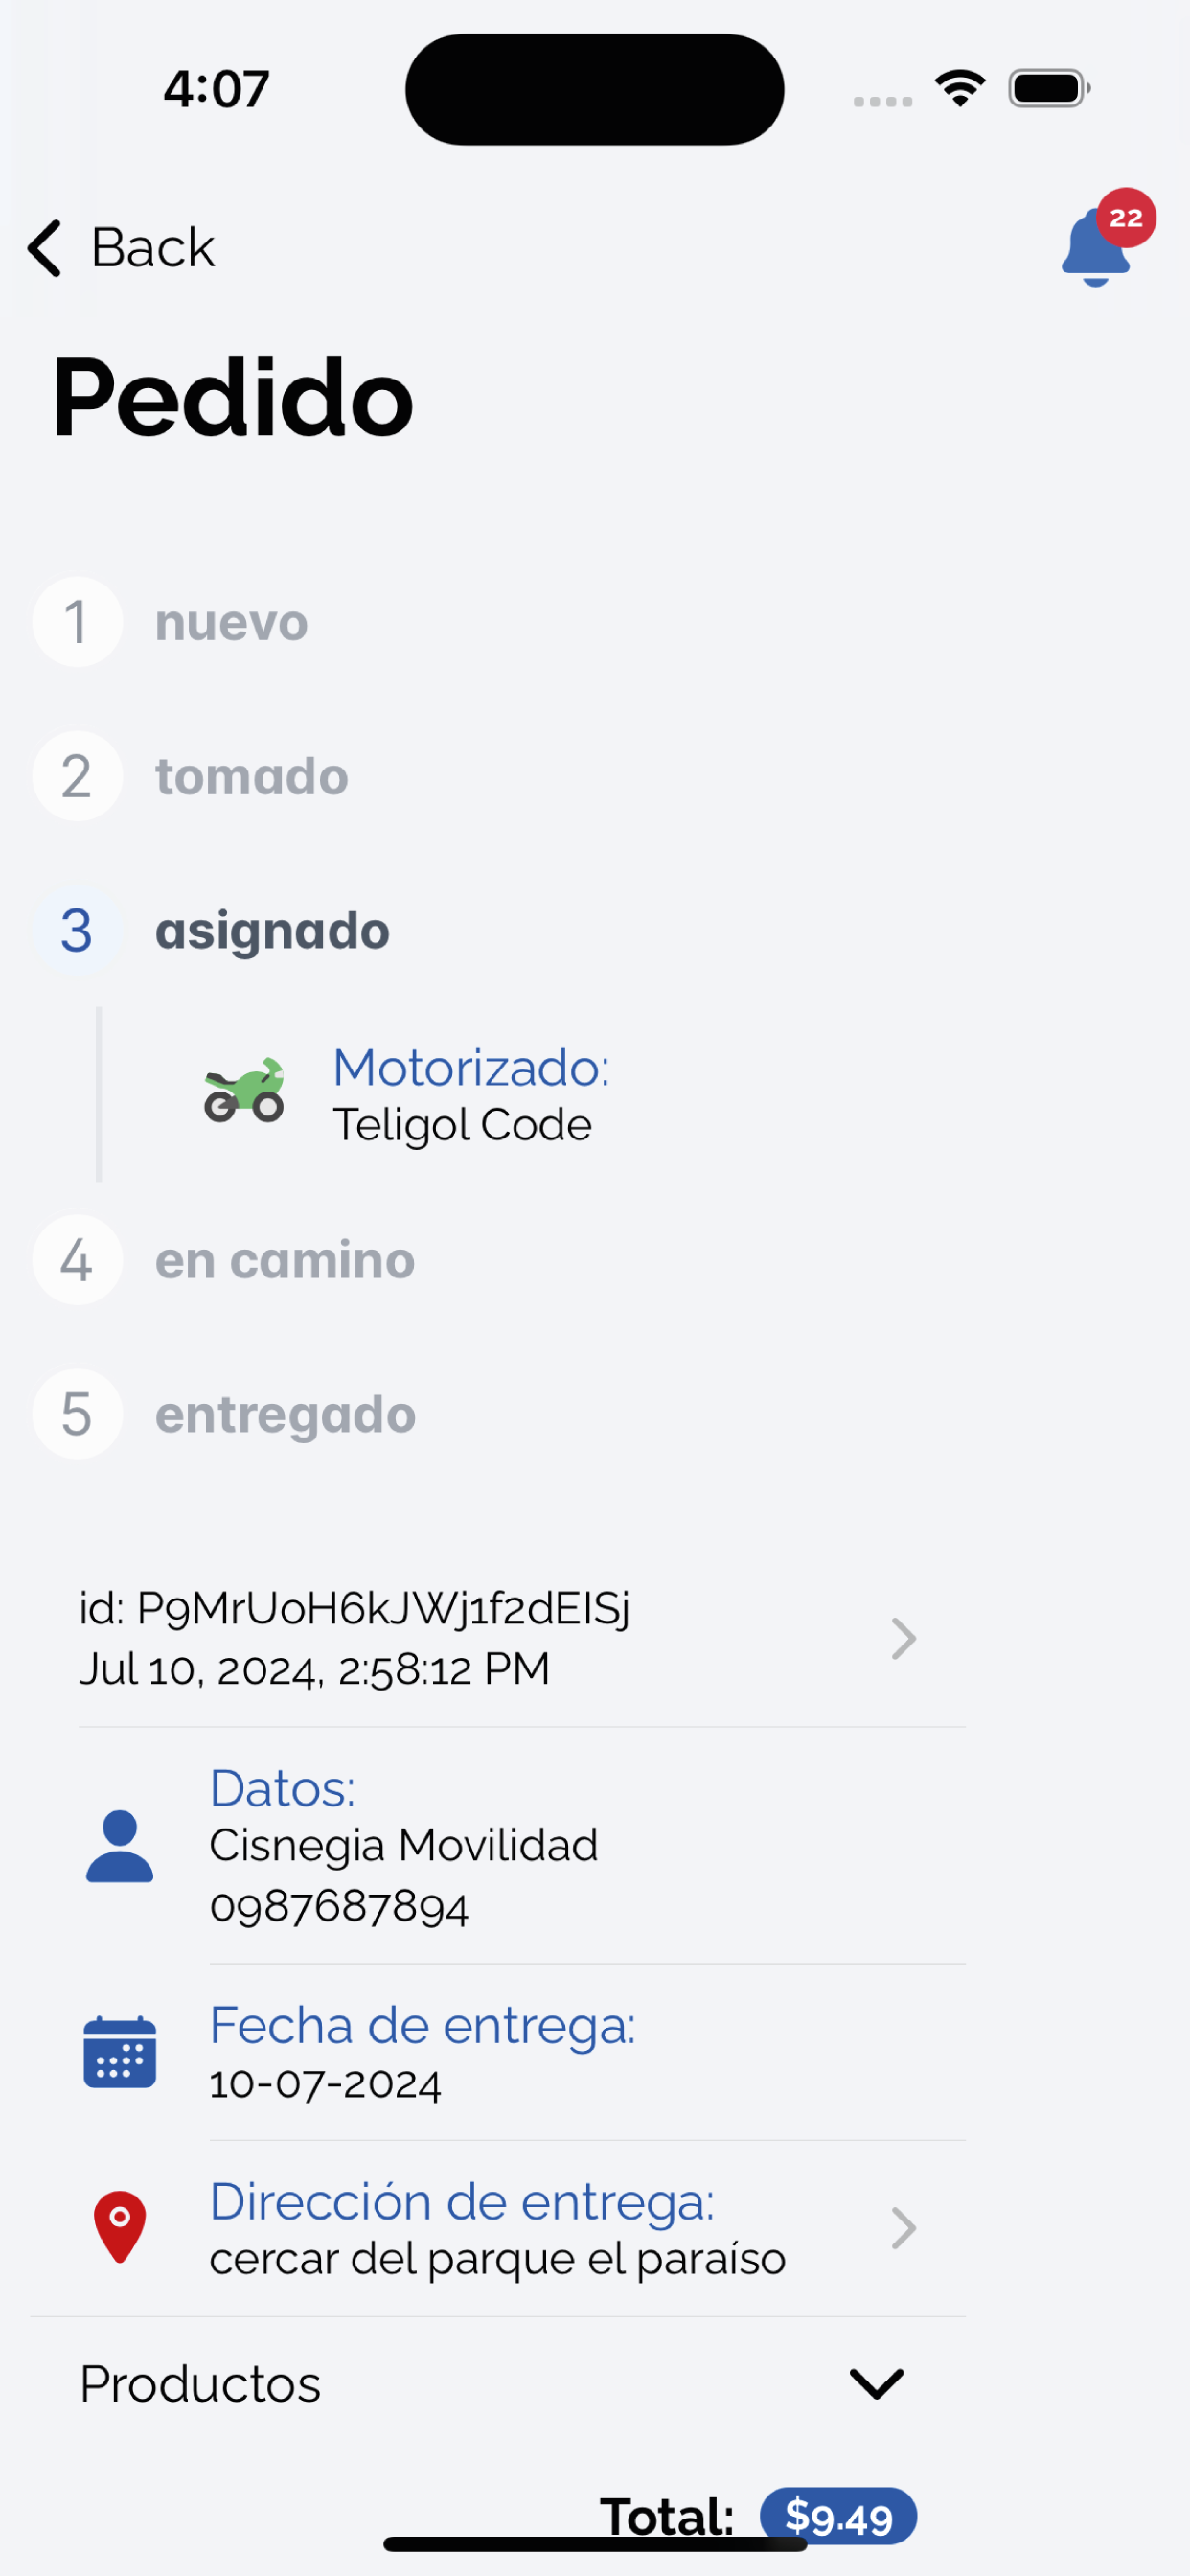 4:07
Back
22
Pedido
1 nuevo
2 tomado
3 asignado
Motorizado:
Teligol Code
4 en camino
5 entregado
id: P9MrUoH6kJWj1f2dEISj
Jul 10, 2024, 2:58:12 PM
Datos:
Cisnegia Movilidad
0987687894
Fecha de entrega:
10-07-2024
Dirección de entrega:
cercar del parque el paraíso
Productos
Total: $9.49